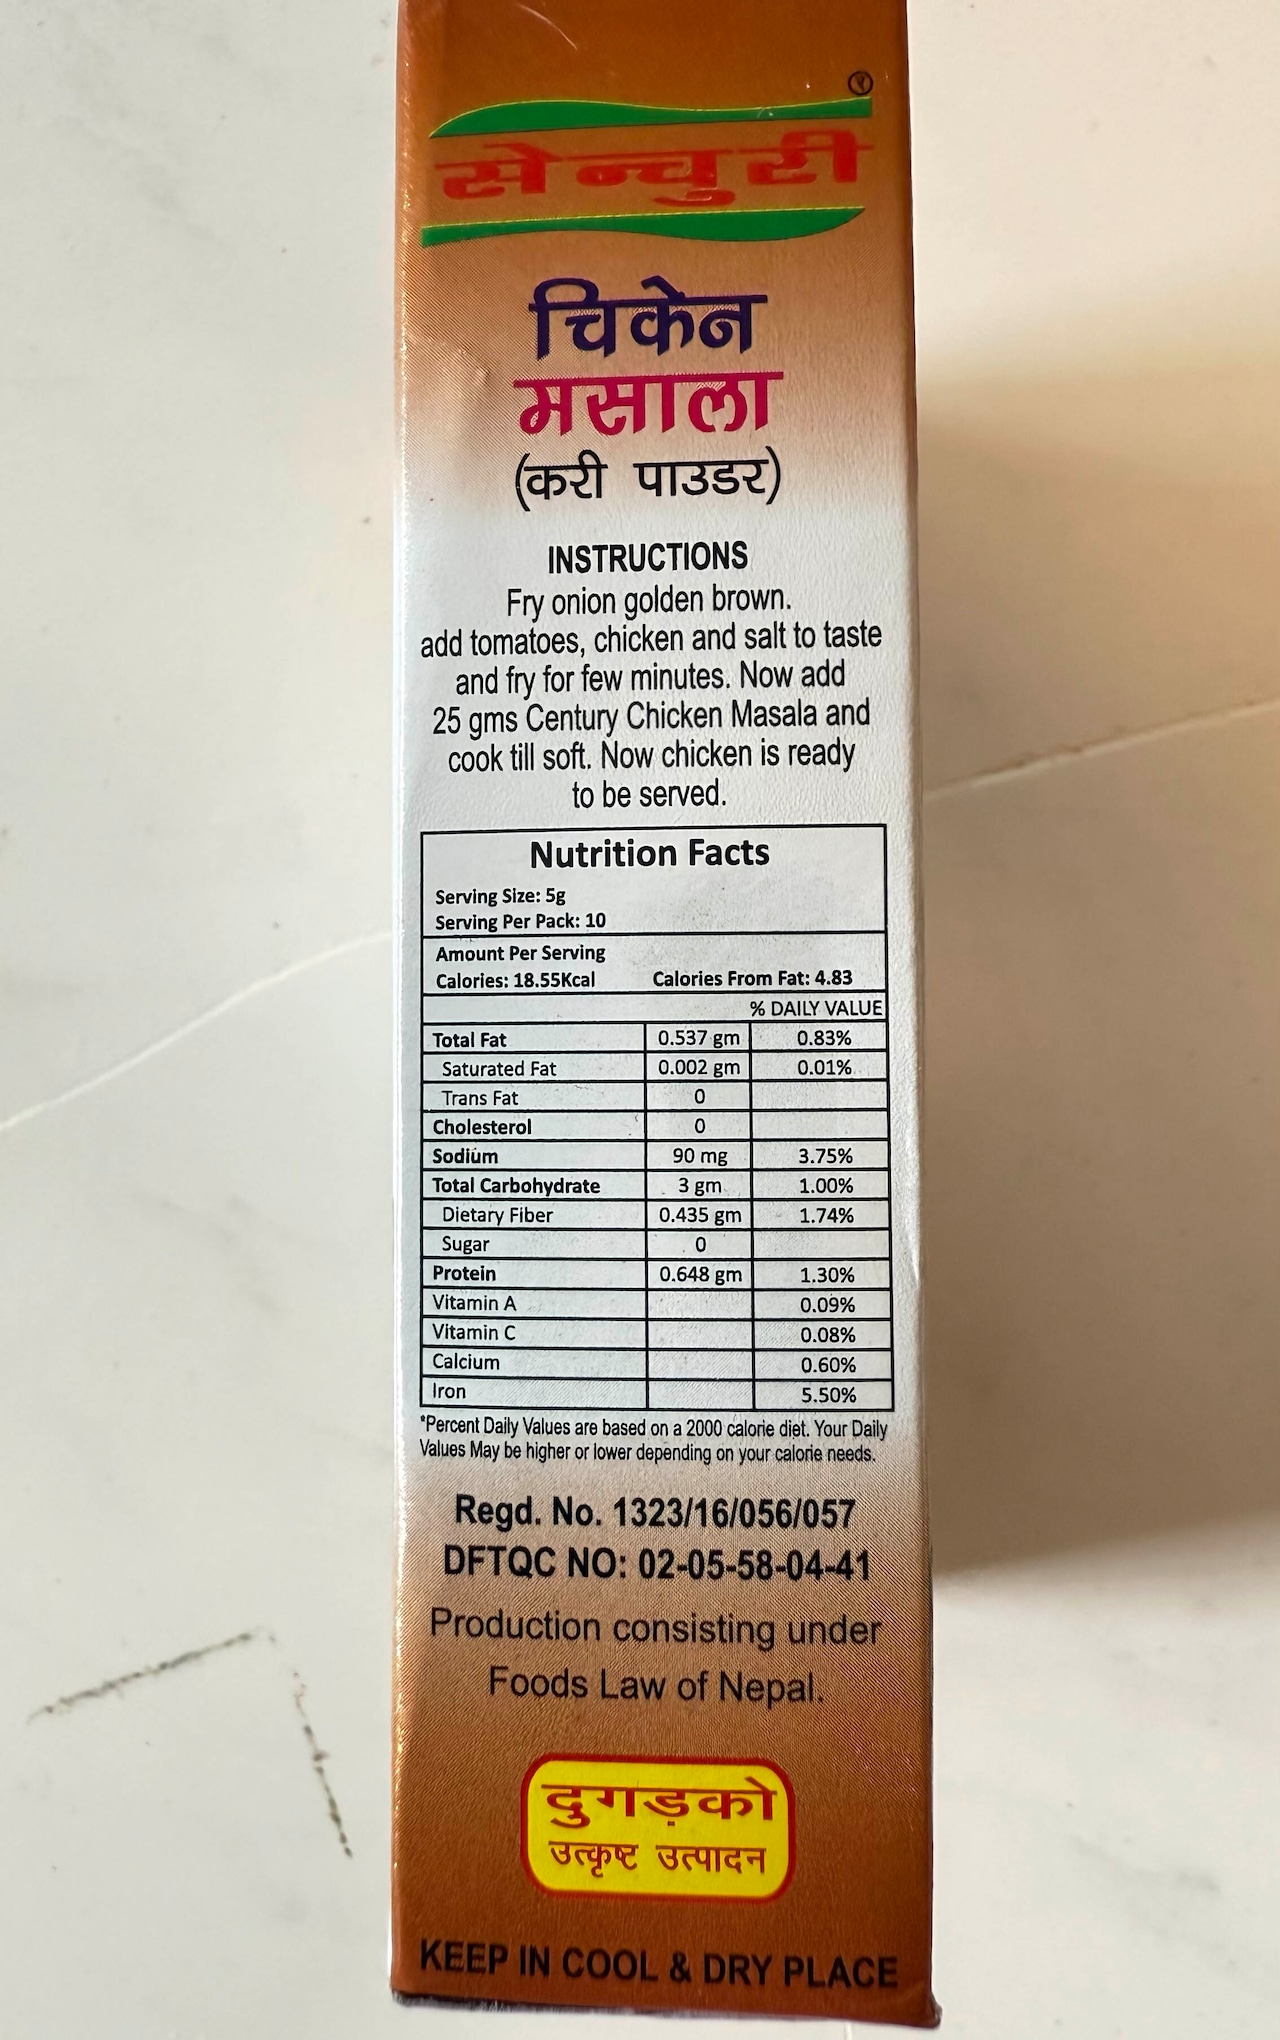 ®
सेन्चुरी
चिकेन
मसाला
(करी पाउडर)
INSTRUCTIONS
Fry onion golden brown.
add tomatoes, chicken and salt to taste
and fry for few minutes. Now add
25 gms Century Chicken Masala and
cook till soft. Now chicken is ready
to be served.
Nutrition Facts
Serving Size: 5g
Serving Per Pack: 10
Amount Per Serving
Calories: 18.55Kcal Calories From Fat: 4.83
% DAILY VALUE
Total Fat 0.537 gm 0.83%
Saturated Fat 0.002 gm 0.01%
Trans Fat 0
Cholesterol 0
Sodium 90 mg 3.75%
Total Carbohydrate 3 gm 1.00%
Dietary Fiber 0.435 gm 1.74%
Sugar 0
Protein 0.648 gm 1.30%
Vitamin A 0.09%
Vitamin C 0.08%
Calcium 0.60%
Iron 5.50%
*Percent Daily Values are based on a 2000 calorie diet. Your Daily
Values May be higher or lower depending on your calorie needs.
Regd. No. 1323/16/056/057
DFTQC NO: 02-05-58-04-41
Production consisting under
Foods Law of Nepal.
दुगड़को
उत्कृष्ट उत्पादन
KEEP IN COOL & DRY PLACE